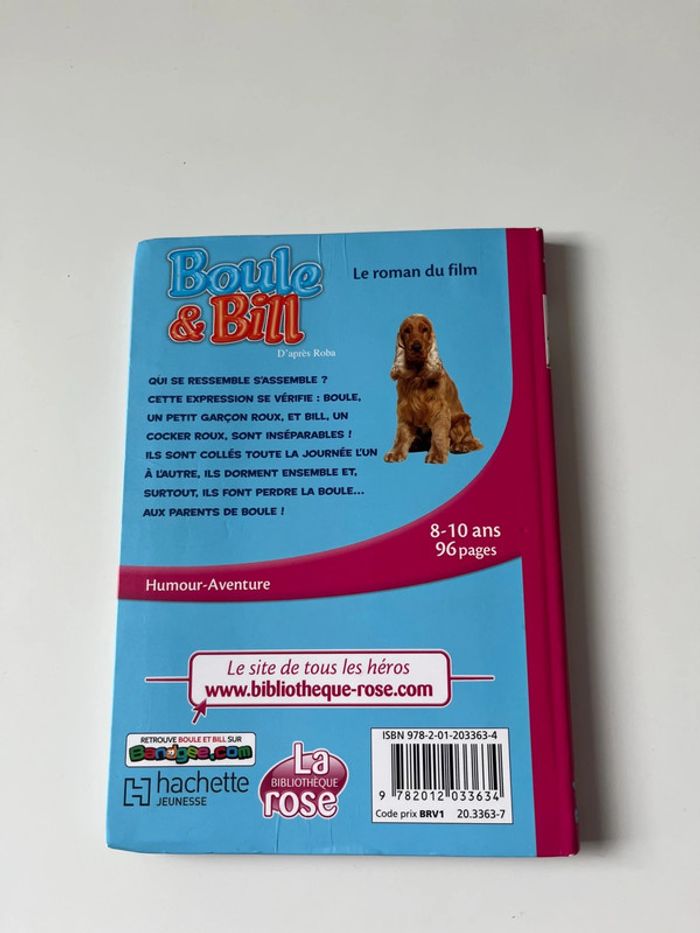 Boule
& Bill
Le roman du film
D'après Roba
QUI SE RESSEMBLE S'ASSEMBLE ?
CETTE EXPRESSION SE VÉRIFIE : BOULE,
UN PETIT GARÇON ROUX, ET BILL, UN
COCKER ROUX, SONT INSÉPARABLES !
ILS SONT COLLÉS TOUTE LA JOURNÉE L'UN
À L'AUTRE, ILS DORMENT ENSEMBLE ET,
SURTOUT, ILS FONT PERDRE LA BOULE...
AUX PARENTS DE BOULE !
8-10 ans
96 pages
Humour-Aventure
Le site de tous les héros
www.bibliotheque-rose.com
RETROUVE BOULE ET BILL SUR
Bandgee.com
hachette
JEUNESSE
La
BIBLIOTHÈQUE
rose
ISBN 978-2-01-203363-4
9 782012 033634
Code prix BRV1 20.3363-7